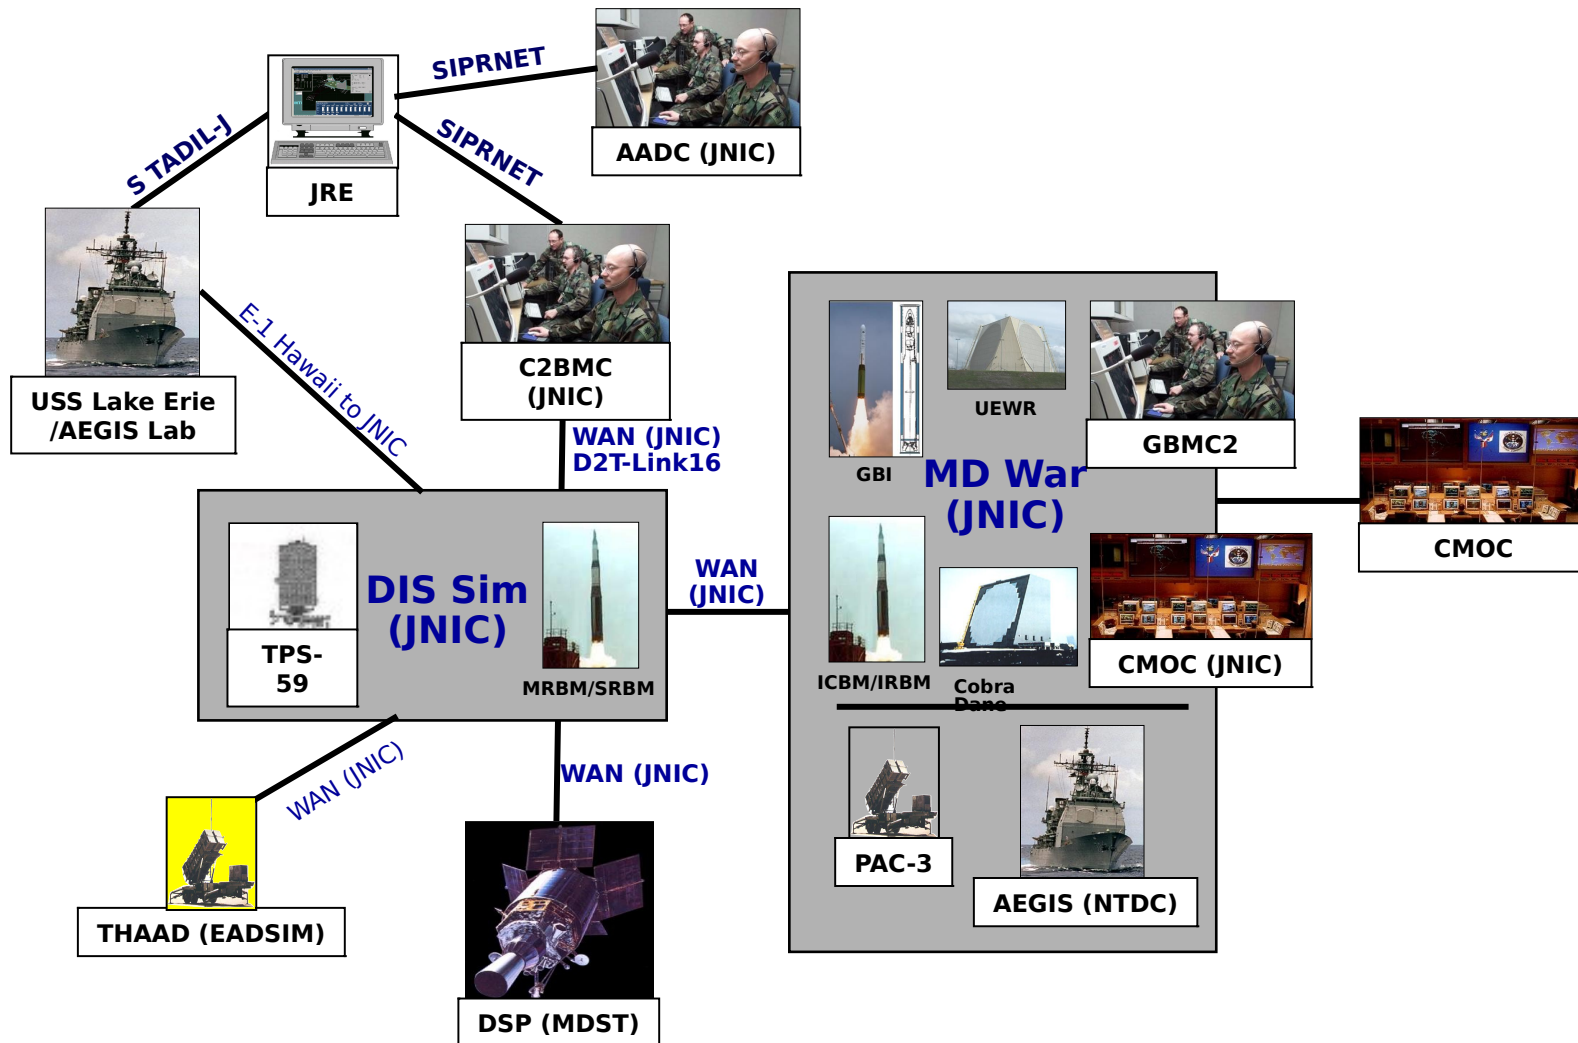 SIPRNET
AADC (JNIC)
S TADIL-J
SIPRNET
JRE
USS Lake Erie
/AEGIS Lab
E-1 Hawaii to JNIC
C2BMC
(JNIC)
WAN (JNIC)
D2T-Link16
GBI
UEWR
GBMC2
MD War
(JNIC)
CMOC
TPS-
59
DIS Sim
(JNIC)
MRBM/SRBM
WAN
(JNIC)
ICBM/IRBM
Cobra
Dane
CMOC (JNIC)
WAN (JNIC)
WAN (JNIC)
PAC-3
AEGIS (NTDC)
THAAD (EADSIM)
DSP (MDST)